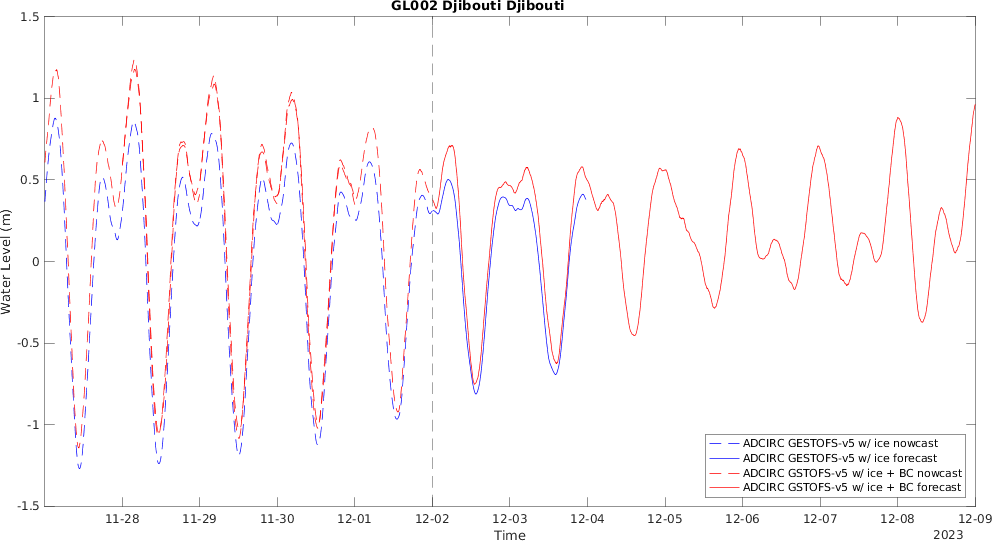 GL002 Djibouti Djibouti
1.5
1
0.5
0
-0.5
-1
-1.5
Water Level (m)
11-28 11-29 11-30 12-01 12-02 12-03 12-04 12-05 12-06 12-07 12-08 12-09
Time
2023
ADCIRC GESTOFS-v5 w/ ice nowcast
ADCIRC GESTOFS-v5 w/ ice forecast
ADCIRC GSTOFS-v5 w/ ice + BC nowcast
ADCIRC GSTOFS-v5 w/ ice + BC forecast